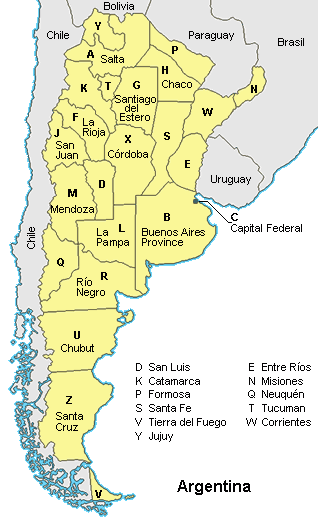 Bolivia
Chile
Paraguay
Brasil
Y
P
A
Salta
H
Chaco
K
T
G
Santiago
del
Estero
N
W
F
La
Rioja
X
Córdoba
S
J
San
Juan
E
Uruguay
D
M
Mendoza
B
Buenos Aires
Province
C
Capital Federal
L
La
Pampa
Chile
Q
R
Río
Negro
U
Chubut
Z
Santa
Cruz
V
D San Luis
K Catamarca
P Formosa
S Santa Fe
V Tierra del Fuego
Y Jujuy
E Entre Ríos
N Misiones
Q Neuquén
T Tucuman
W Corrientes
Argentina